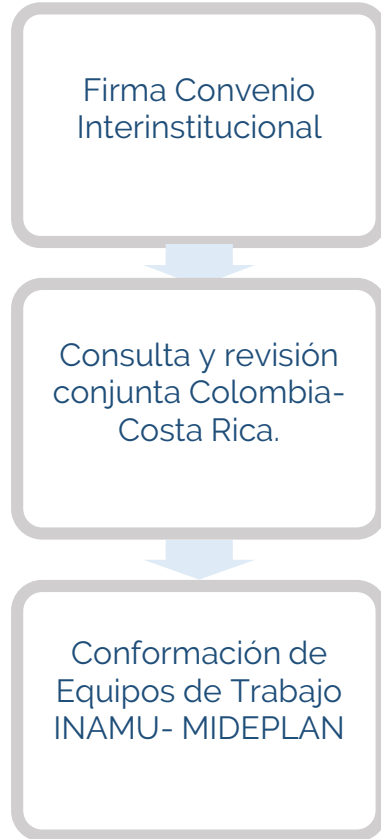 Firma Convenio
Interinstitucional
Consulta y revisión
conjunta Colombia-
Costa Rica.
Conformación de
Equipos de Trabajo
INAMU- MIDEPLAN